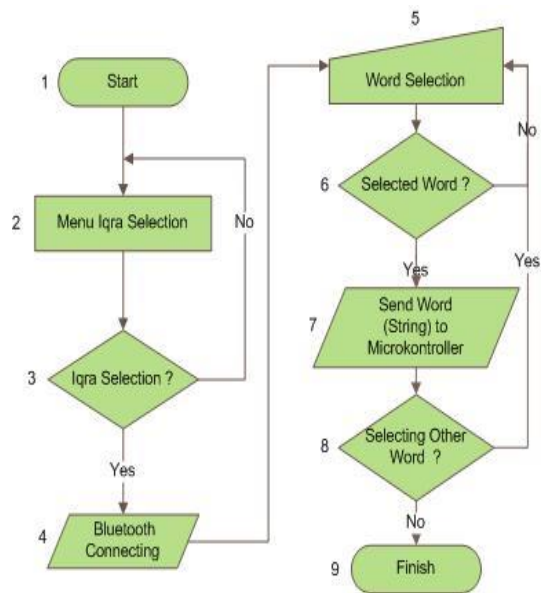 1
Start
2
Menu Iqra Selection
No
3
Iqra Selection ?
Yes
4
Bluetooth
Connecting
5
Word Selection
No
6
Selected Word ?
Yes
Yes
7
Send Word
(String) to
Microkontroller
8
Selecting Other
Word ?
No
9
Finish